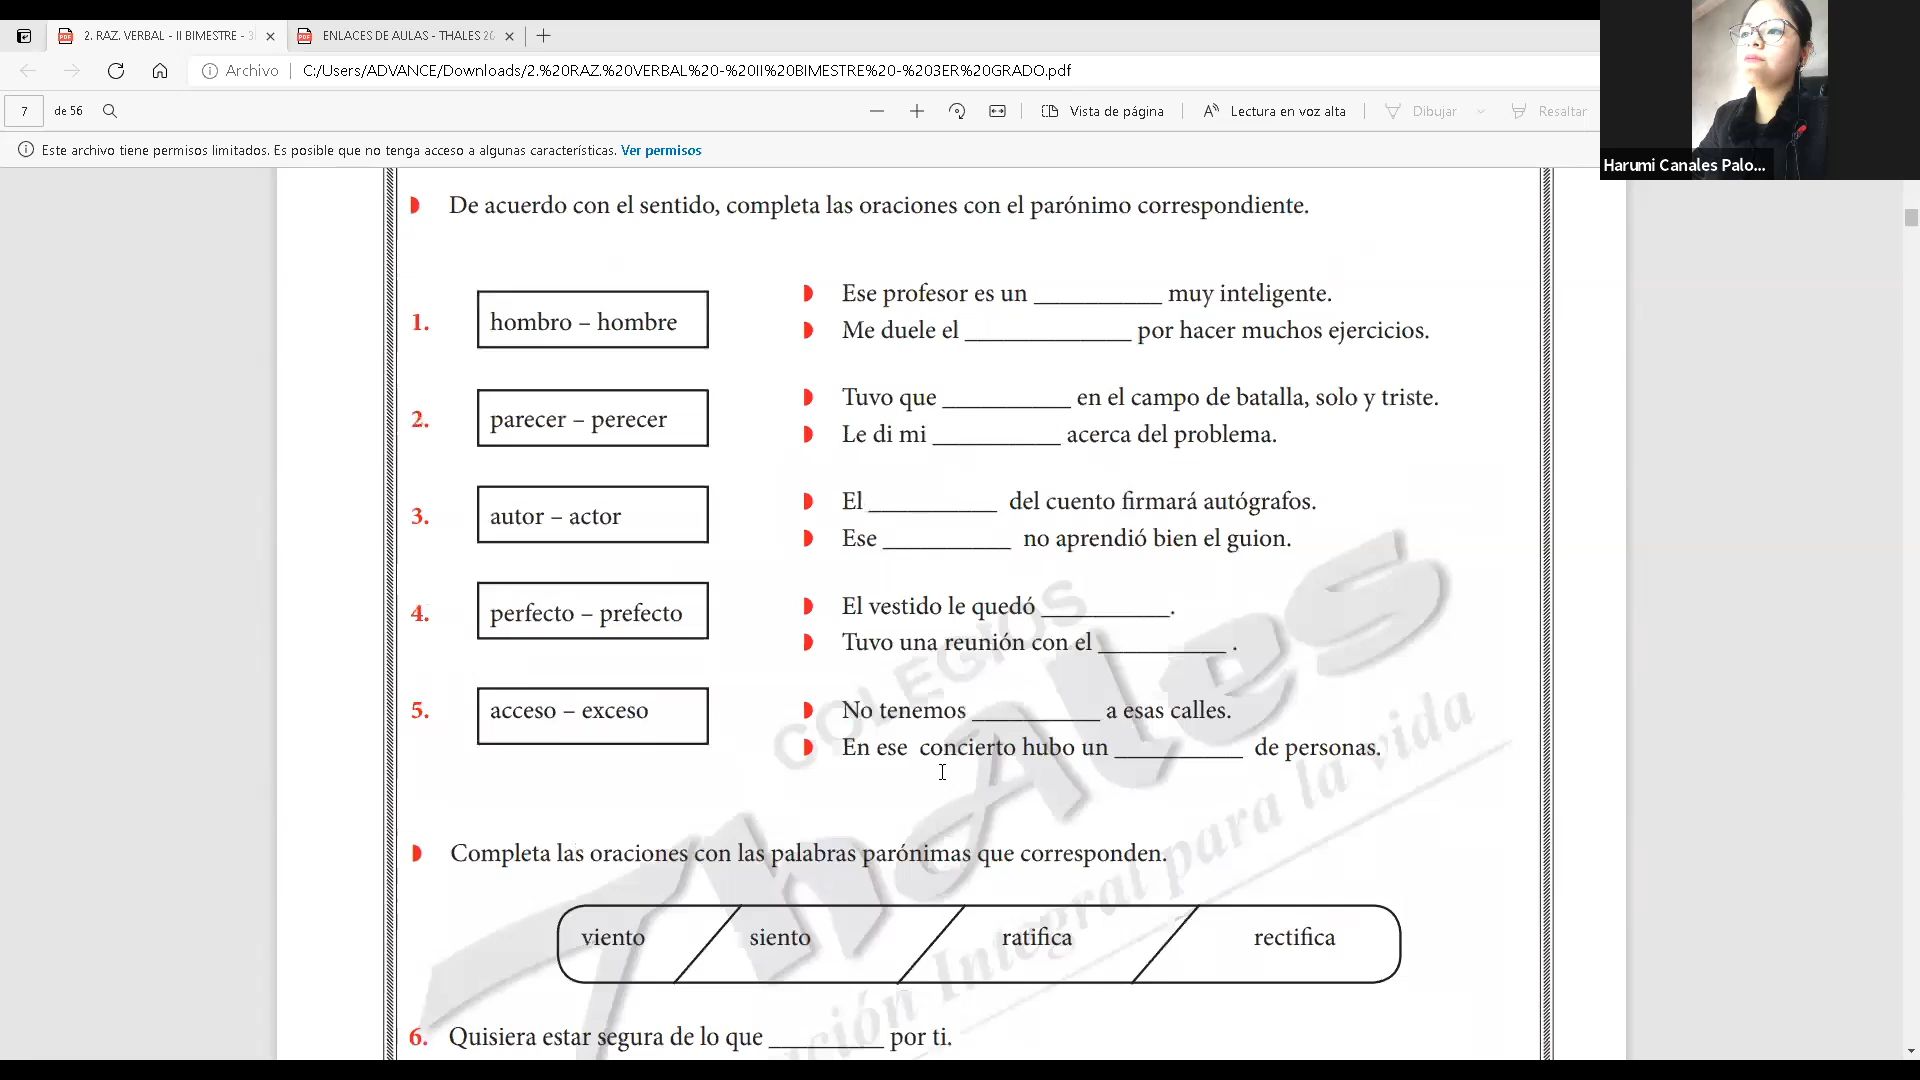 2. RAZ. VERBAL - II BIMESTRE - 3
ENLACES DE AULAS - THALES 20
Archivo
C:/Users/ADVANCE/Downloads/2.%20RAZ.%20VERBAL%20-%20II%20BIMESTRE%20-%203ER%20GRADO.pdf
7 de 56
Vista de página
Lectura en voz alta
Dibujar
Resaltar
Este archivo tiene permisos limitados. Es posible que no tenga acceso a algunas características. Ver permisos
Harumi Canales Palo...
De acuerdo con el sentido, completa las oraciones con el parónimo correspondiente.
1. hombro – hombre
Ese profesor es un __________ muy inteligente.
Me duele el _____________ por hacer muchos ejercicios.
2. parecer – perecer
Tuvo que __________ en el campo de batalla, solo y triste.
Le di mi __________ acerca del problema.
3. autor – actor
El __________ del cuento firmará autógrafos.
Ese __________ no aprendió bien el guion.
4. perfecto – prefecto
El vestido le quedó __________.
Tuvo una reunión con el __________ .
5. acceso – exceso
No tenemos __________ a esas calles.
En ese concierto hubo un __________ de personas.
Completa las oraciones con las palabras parónimas que corresponden.
viento siento ratifica rectifica
6. Quisiera estar segura de lo que _________ por ti.
COLEGIOS
Thales
Integral para la vida